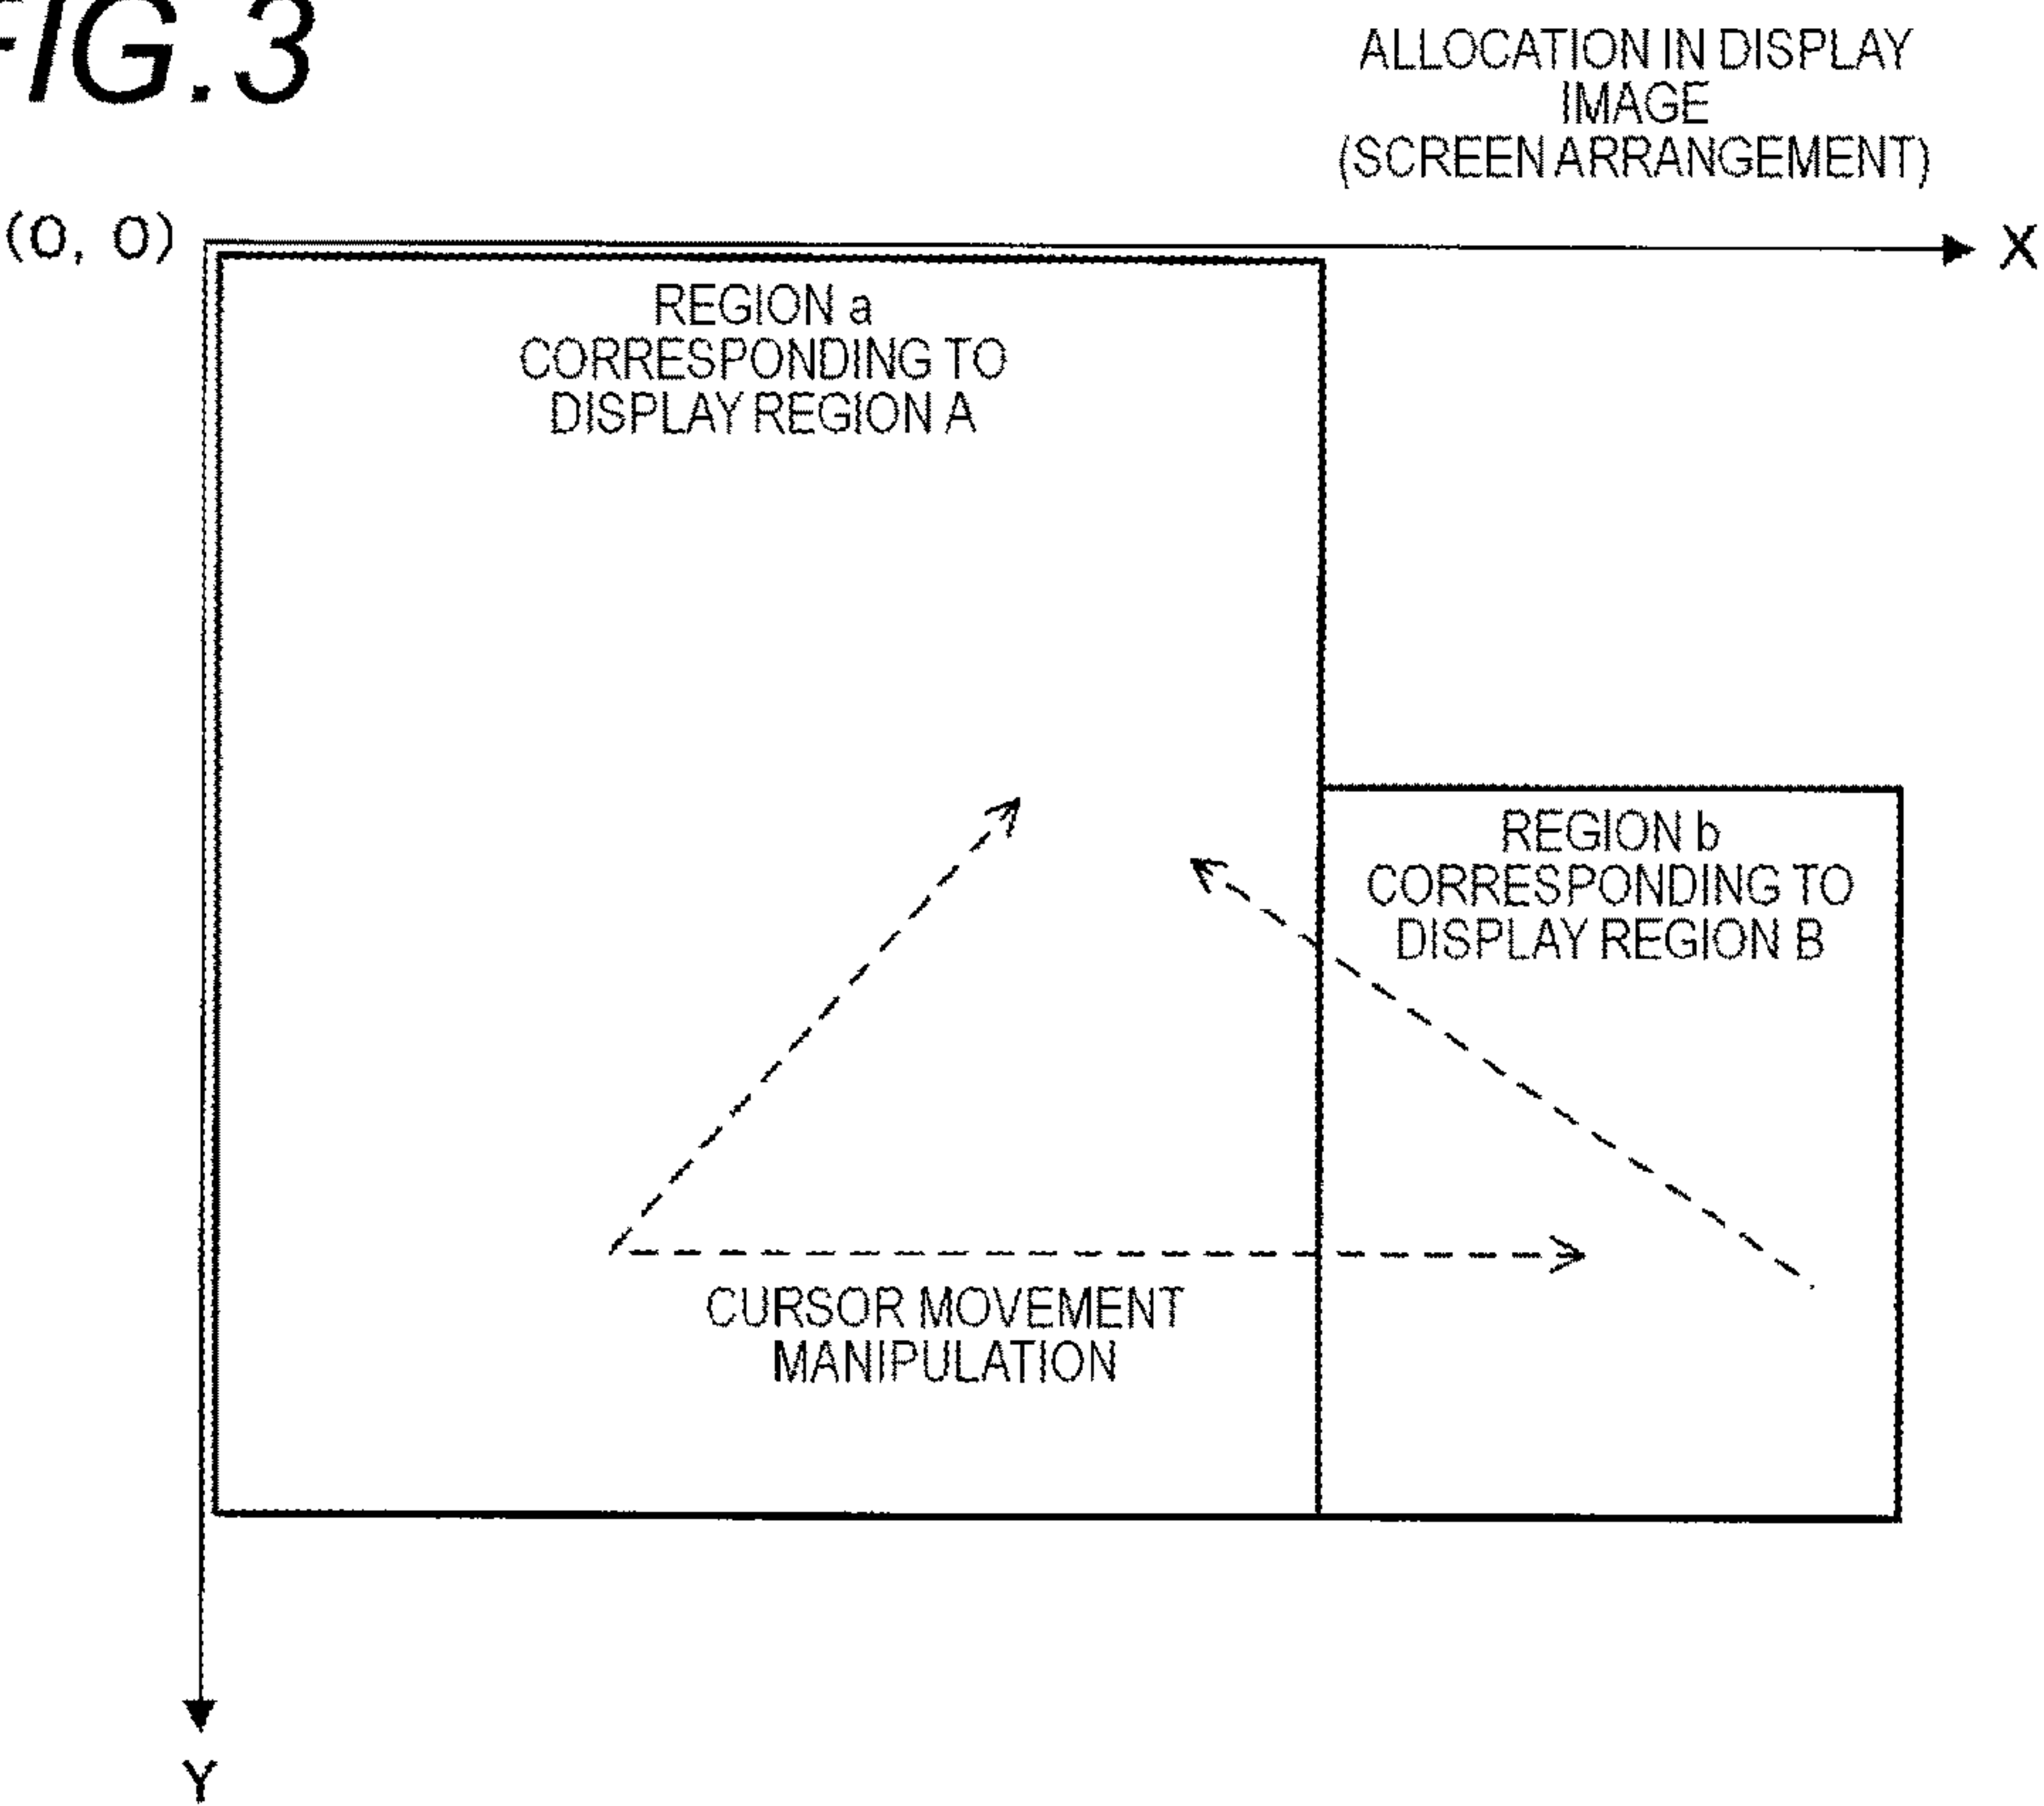 FIG.3
ALLOCATION IN DISPLAY
IMAGE
(SCREEN ARRANGEMENT)
(0, 0)
X
REGION a
CORRESPONDING TO
DISPLAY REGION A
REGION b
CORRESPONDING TO
DISPLAY REGION B
CURSOR MOVEMENT
MANIPULATION
Y